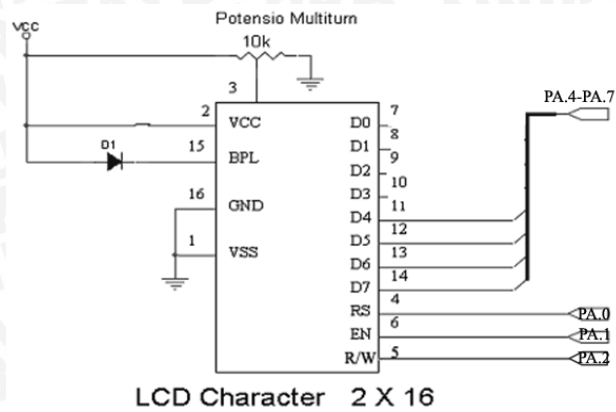 Potensio Multiturn
VCC
10k
3
PA.4-PA.7
2 VCC D0 7
D1 8
D1 15 BPL D2 9
D3 10
16 GND D4 11
D5 12
1 VSS D6 13
D7 14
RS 4 PA.0
EN 6 PA.1
R/W 5 PA.2
LCD Character 2 X 16